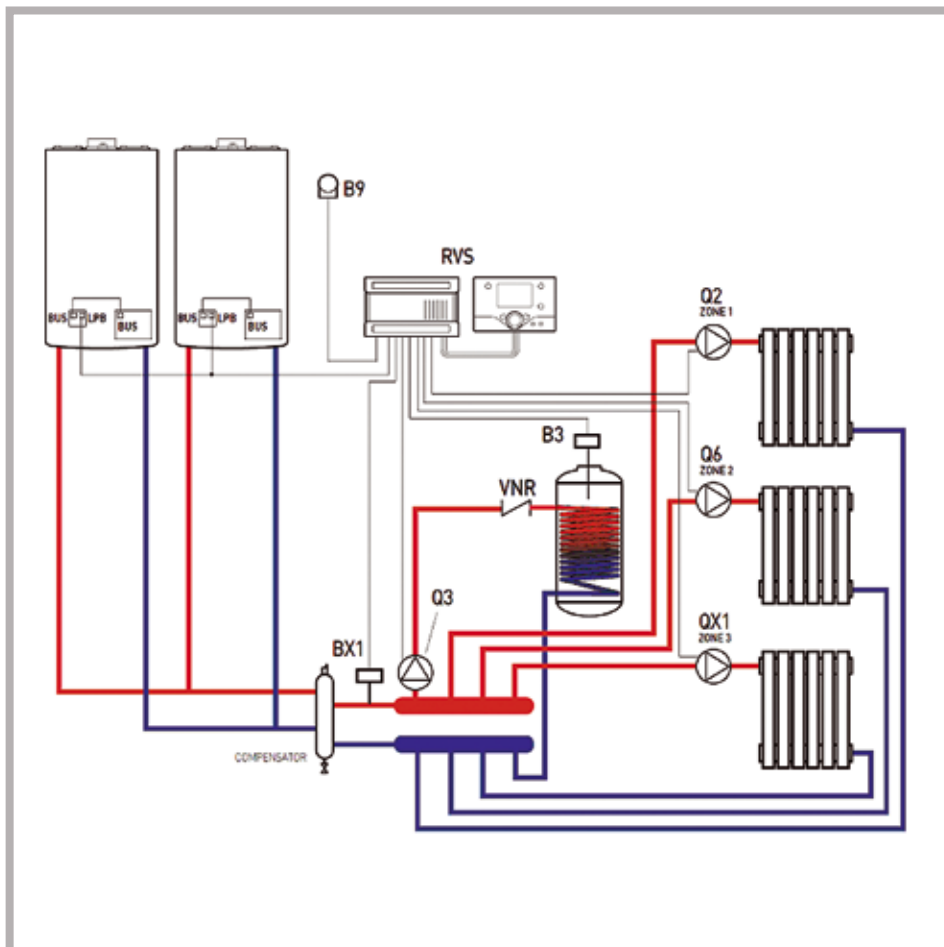 B9
RVS
BUS
LPB
BUS
BUS
LPB
BUS
Q2
ZONE 1
B3
Q6
ZONE 2
VNR
Q3
BX1
QX1
ZONE 3
COMPENSATOR